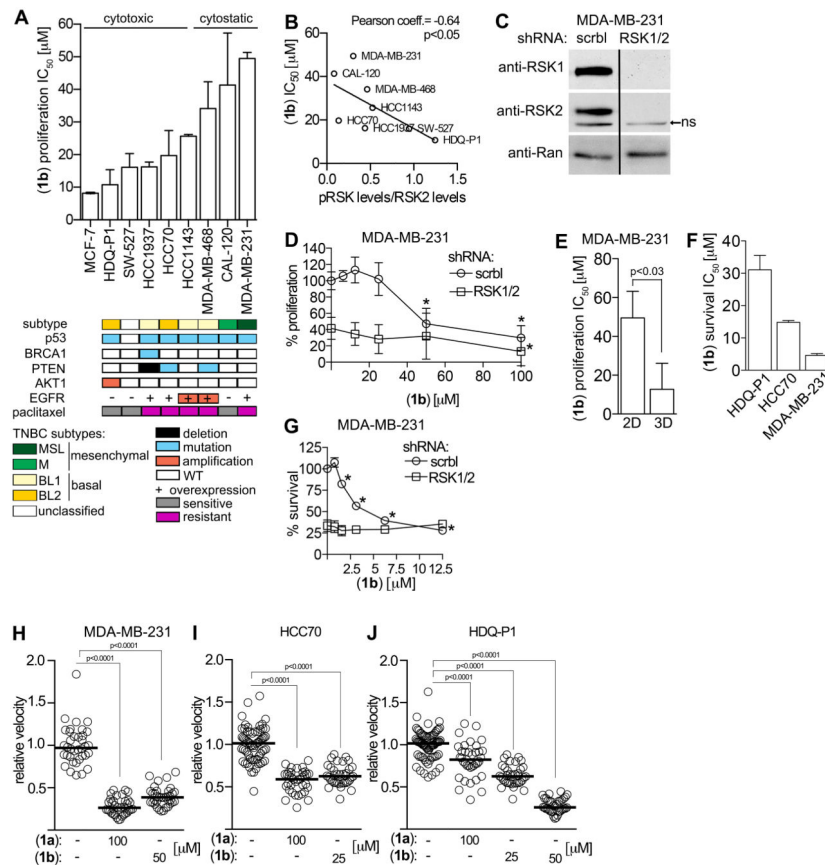 A
cytotoxic cytostatic
(1b) proliferation IC50 [µM]
60
50
40
30
20
10
0
MCF-7
HDQ-P1
SW-527
HCC1937
HCC70
HCC1143
MDA-MB-468
CAL-120
MDA-MB-231
subtype
p53
BRCA1
PTEN
AKT1
EGFR - - - + + + + - +
paclitaxel
TNBC subtypes:
MSL
M
mesenchymal
BL1
BL2
basal
unclassified
deletion
mutation
amplification
WT
+ overexpression
sensitive
resistant
B
Pearson coeff.= -0.64
p<0.05
(1b) IC50 [µM]
80
60
40
20
0
MDA-MB-231
CAL-120
MDA-MB-468
HCC1143
HCC70
HCC1937 SW-527
HDQ-P1
0.0 0.5 1.0 1.5
pRSK levels/RSK2 levels
C
MDA-MB-231
shRNA: scrbl RSK1/2
anti-RSK1
anti-RSK2
←ns
anti-Ran
D
MDA-MB-231
shRNA:
scrbl
RSK1/2
% proliferation
120
100
80
60
40
20
0
* * *
0 20 40 60 80 100
(1b) [µM]
E
MDA-MB-231
p<0.03
(1b) proliferation IC50 [µM]
60
40
20
0
2D 3D
F
(1b) survival IC50 [µM]
40
30
20
10
0
HDQ-P1
HCC70
MDA-MB-231
G
MDA-MB-231
shRNA:
scrbl
RSK1/2
% survival
125
100
75
50
25
0
* * * *
2.5 5.0 7.5 10 12.5
(1b) [µM]
H
MDA-MB-231
relative velocity
2.0
1.5
1.0
0.5
p<0.0001
p<0.0001
(1a): - 100 -
(1b): - - 50
[µM]
I
HCC70
relative velocity
2.0
1.5
1.0
0.5
p<0.0001
p<0.0001
- 100 -
- - 25
J
HDQ-P1
relative velocity
2.0
1.5
1.0
0.5
p<0.0001
p<0.0001
p<0.0001
- 100 - -
- - 25 50
[µM]